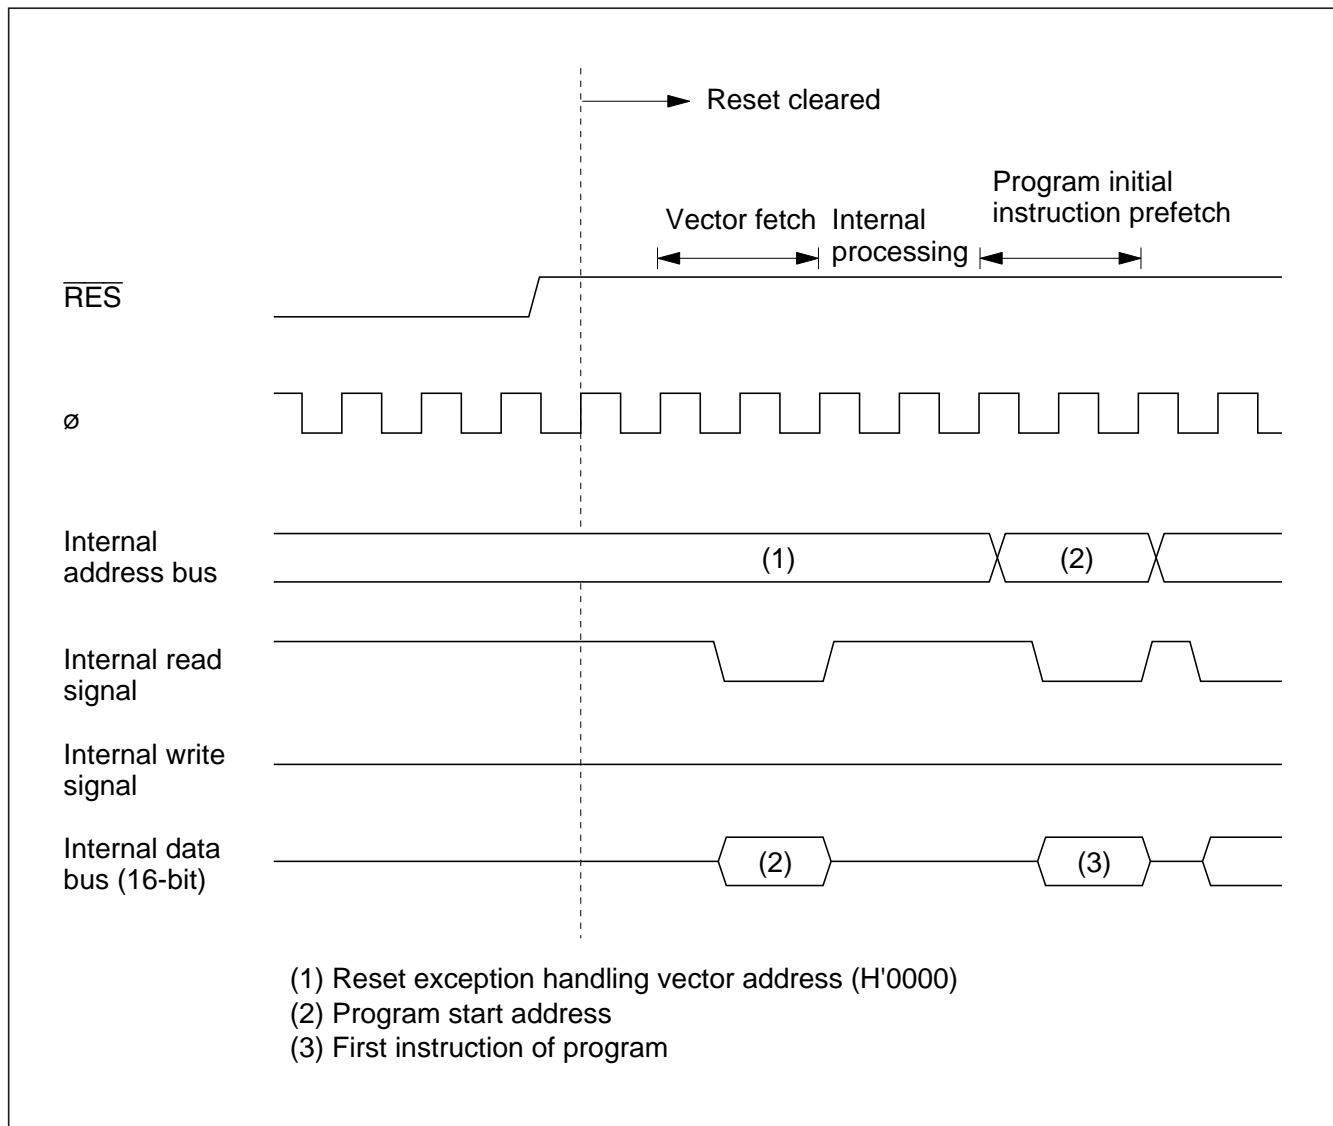 Reset cleared
Program initial
instruction prefetch
Vector fetch
Internal
processing
RES
ø
Internal
address bus
(1)
(2)
Internal read
signal
Internal write
signal
Internal data
bus (16-bit)
(2)
(3)
(1) Reset exception handling vector address (H'0000)
(2) Program start address
(3) First instruction of program